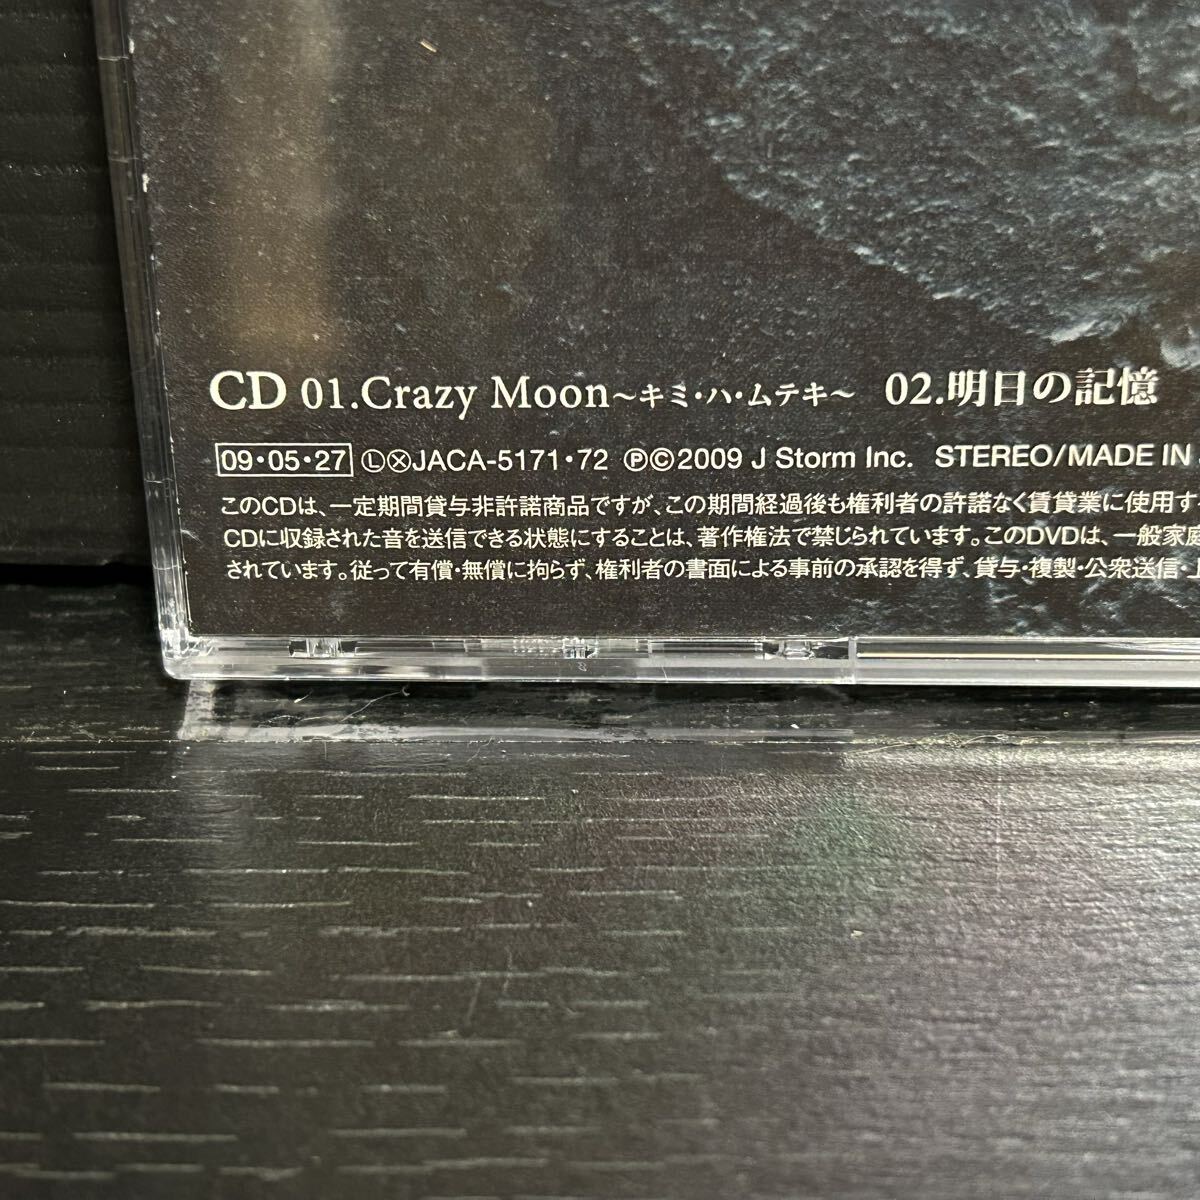 CD 01.Crazy Moon〜キミ・ハ・ムテキ〜 02.明日の記憶
09・05・27 ⓁⓍJACA-5171・72 ℗©2009 J Storm Inc. STEREO/MADE IN
このCDは、一定期間貸与非許諾商品ですが、この期間経過後も権利者の許諾なく賃貸業に使用す
CDに収録された音を送信できる状態にすることは、著作権法で禁じられています。このDVDは、一般家庭
されています。従って有償・無償に拘らず、権利者の書面による事前の承認を得ず、貸与・複製・公衆送信・上